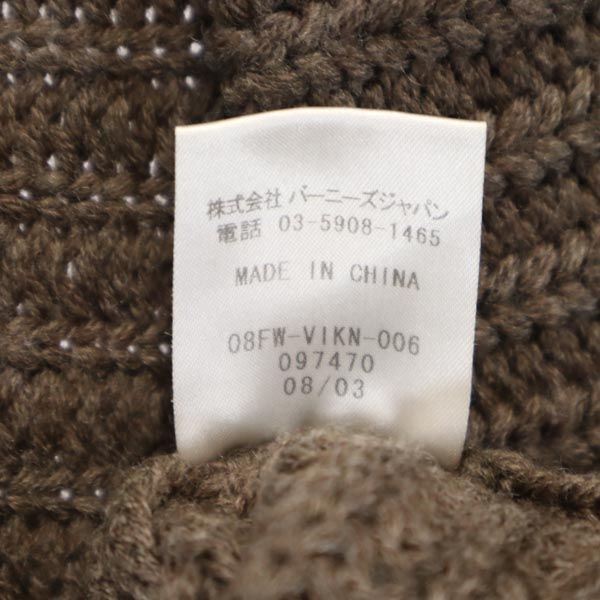 株式会社 バーニーズジャパン
電話 03-5908-1465
MADE IN CHINA
08FW-VIKN-006
097470
08/03